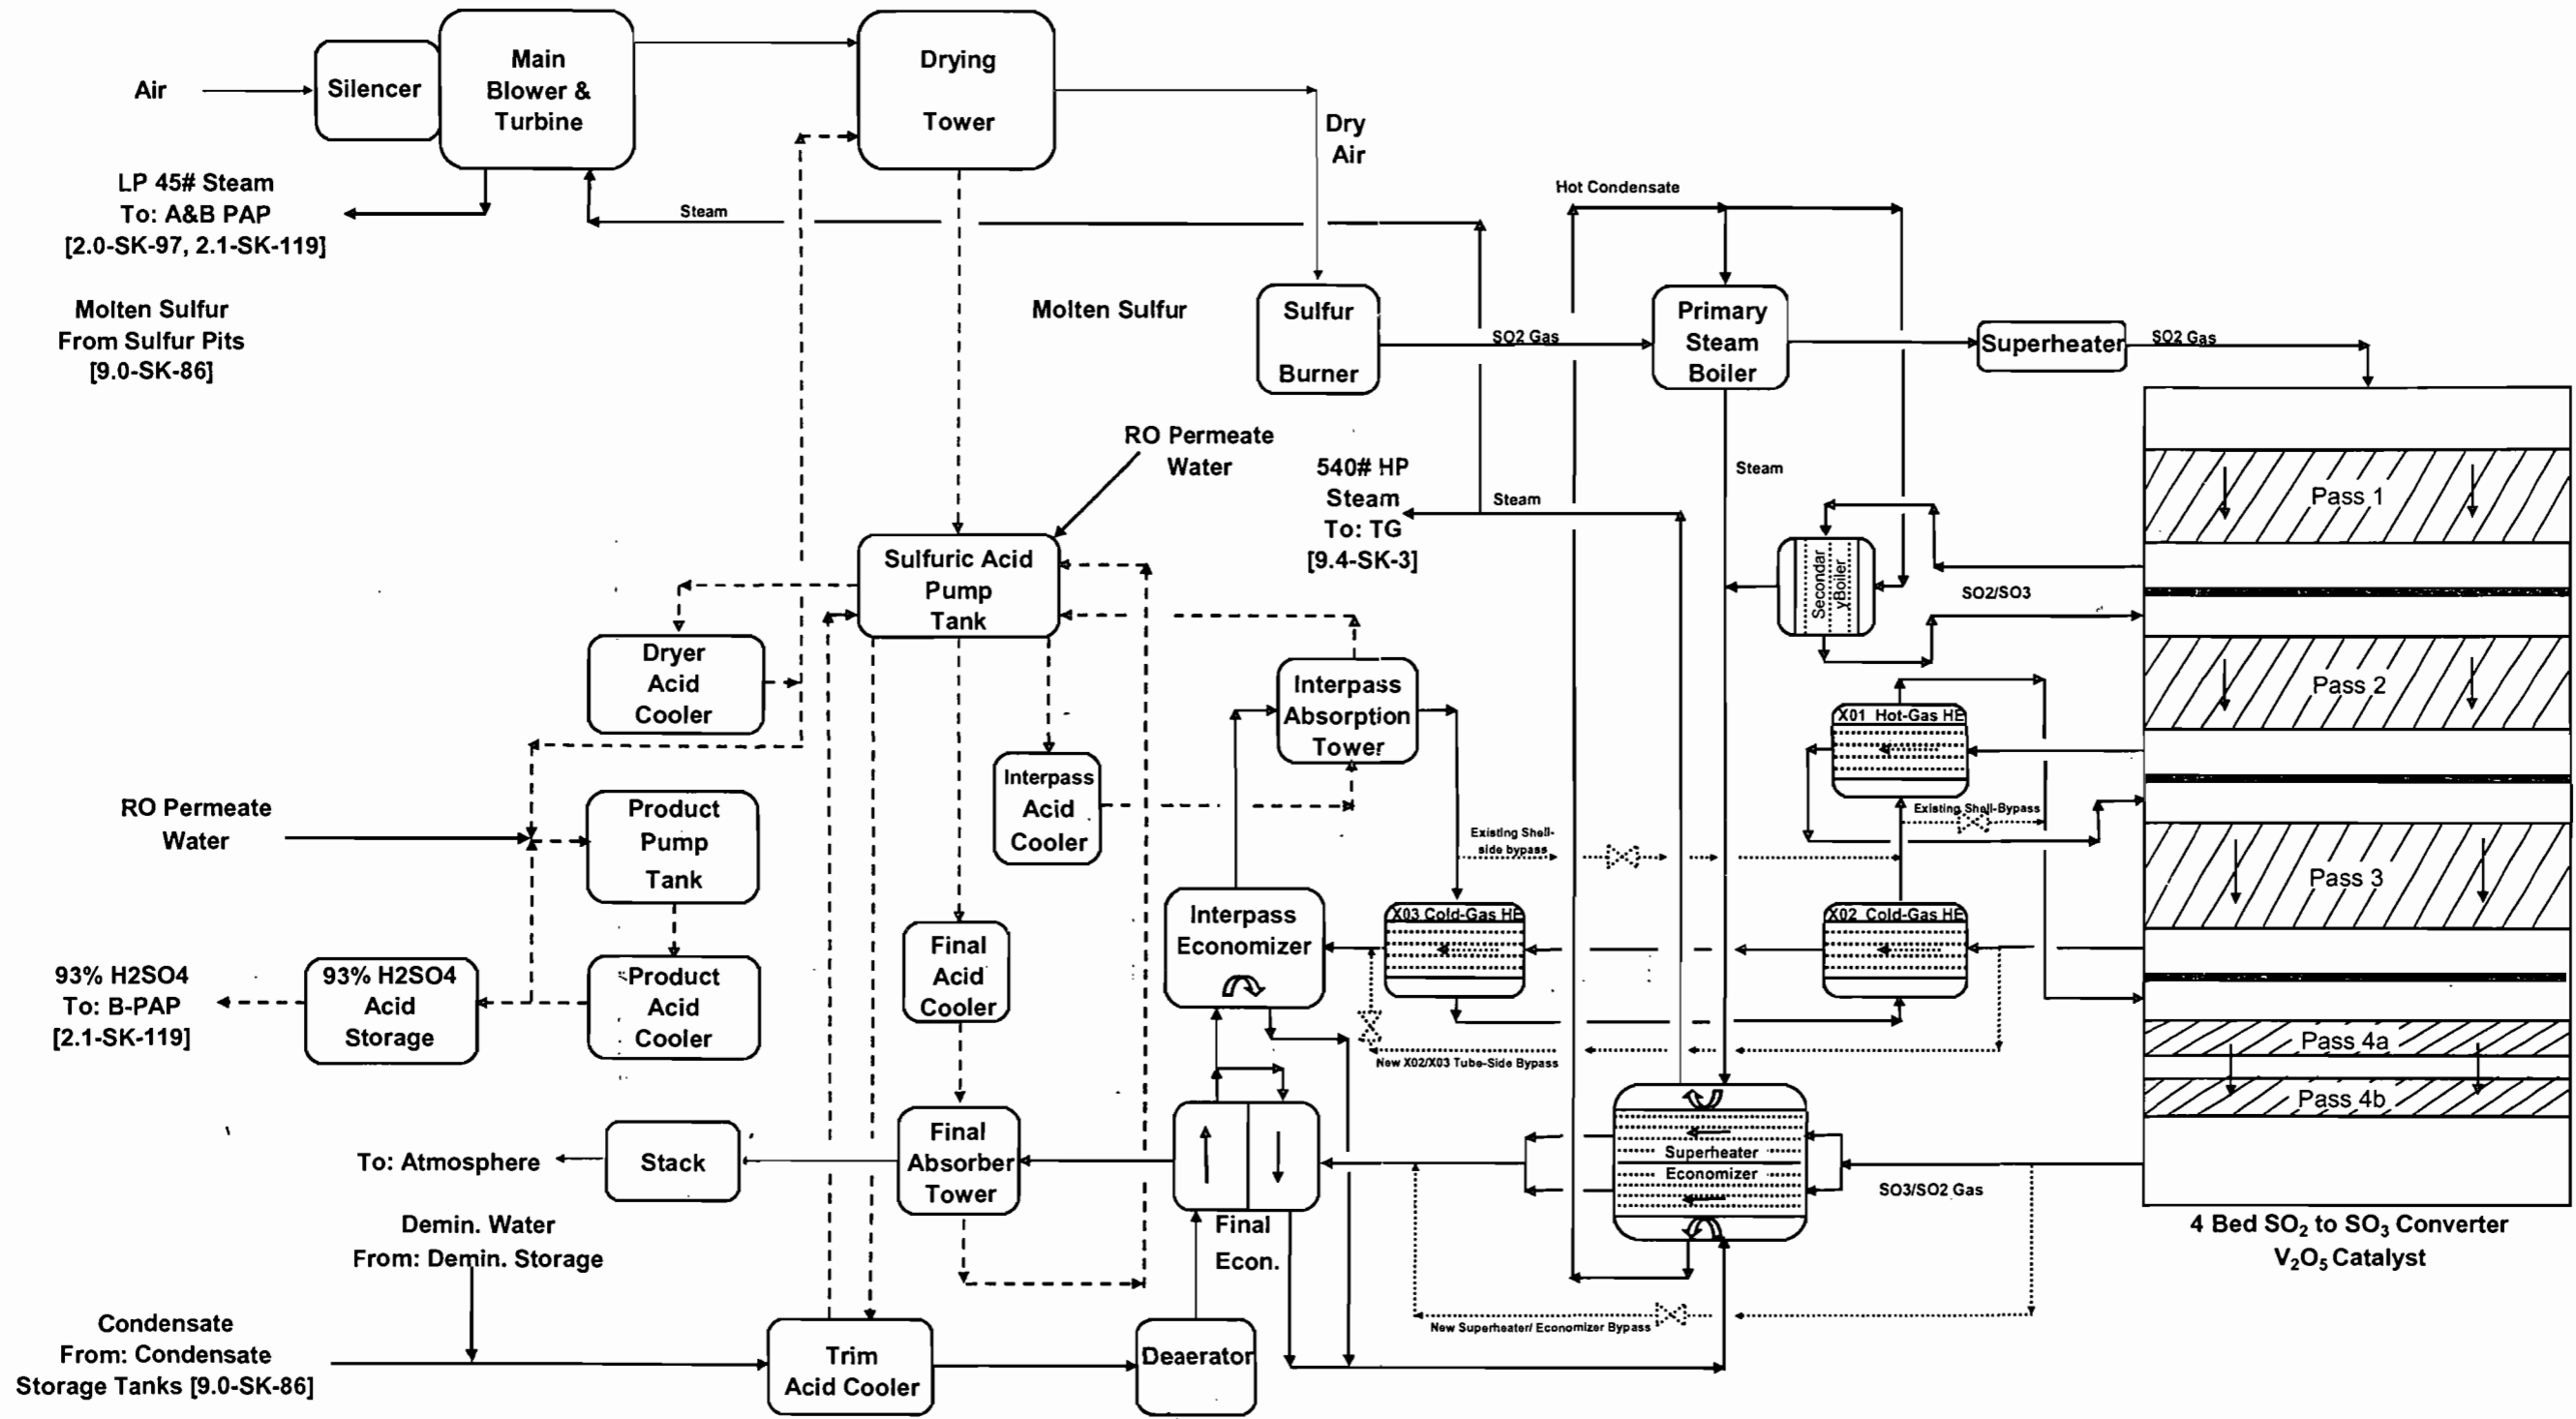 Air
Silencer
Main
Blower &
Turbine
Drying
Tower
Dry
Air
LP 45# Steam
To: A&B PAP
[2.0-SK-97, 2.1-SK-119]
Steam
Hot Condensate
Molten Sulfur
From Sulfur Pits
[9.0-SK-86]
Molten Sulfur
Sulfur
Burner
SO2 Gas
Primary
Steam
Boiler
Superheater
SO2 Gas
RO Permeate
Water
540# HP
Steam
To: TG
[9.4-SK-3]
Steam
Steam
Pass 1
Sulfuric Acid
Pump
Tank
Secondar
yBoiler
SO2/SO3
Dryer
Acid
Cooler
Interpass
Absorption
Tower
Pass 2
X01 Hot-Gas HE
Interpass
Acid
Cooler
RO Permeate
Water
Product
Pump
Tank
Existing Shell-Bypass
Existing Shell-
side bypass
Pass 3
Interpass
Economizer
X03 Cold-Gas HE
X02 Cold-Gas HE
93% H2SO4
To: B-PAP
[2.1-SK-119]
93% H2SO4
Acid
Storage
Product
Acid
Cooler
Final
Acid
Cooler
New X02/X03 Tube-Side Bypass
Pass 4a
Pass 4b
To: Atmosphere
Stack
Final
Absorber
Tower
Final
Econ.
Superheater
Economizer
SO3/SO2 Gas
4 Bed SO2 to SO3 Converter
V2O5 Catalyst
Demin. Water
From: Demin. Storage
New Superheater/ Economizer Bypass
Condensate
From: Condensate
Storage Tanks [9.0-SK-86]
Trim
Acid Cooler
Deaerator